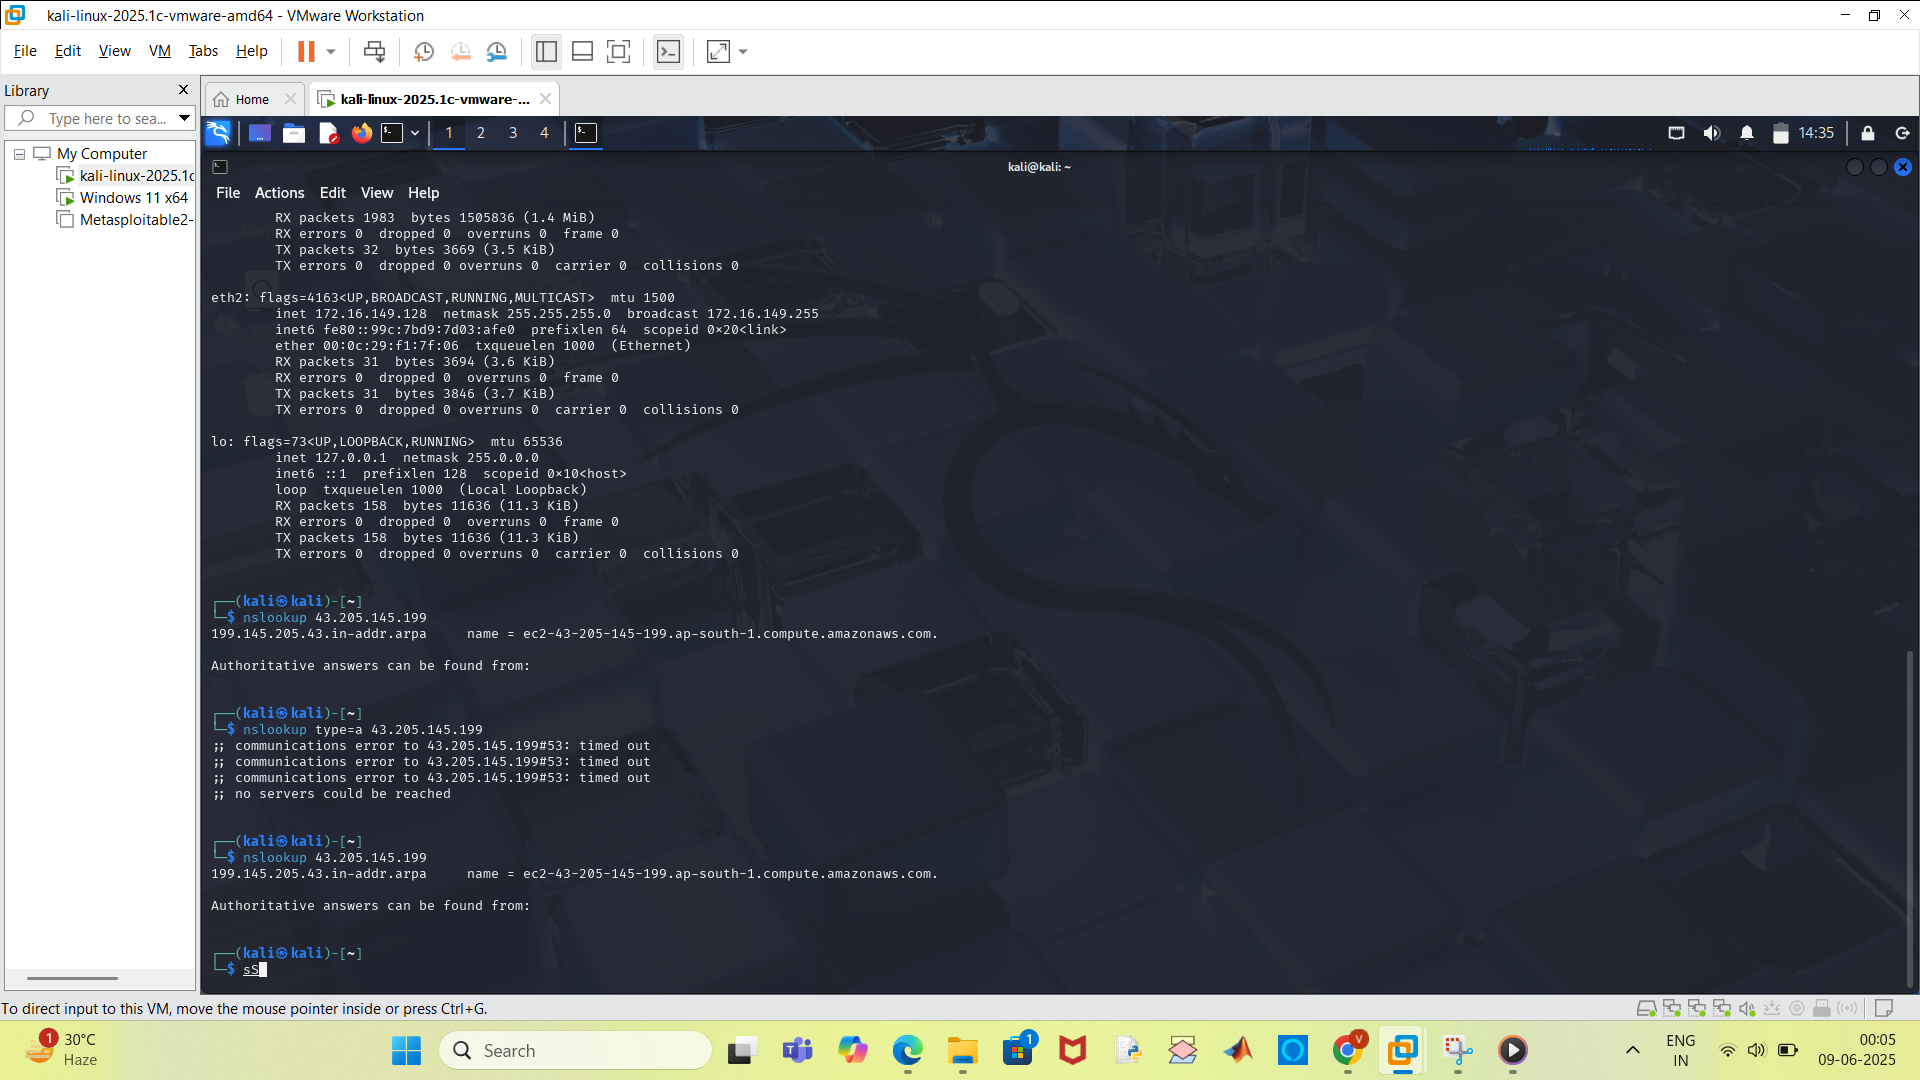 kali-linux-2025.1c-vmware-amd64 - VMware Workstation
File Edit View VM Tabs Help
Library
Type here to sea...
My Computer
kali-linux-2025.1c
Windows 11 x64
Metasploitable2-
Home
kali-linux-2025.1c-vmware-...
1 2 3 4
14:35
kali@kali: ~
File Actions Edit View Help
RX packets 1983 bytes 1505836 (1.4 MiB)
RX errors 0 dropped 0 overruns 0 frame 0
TX packets 32 bytes 3669 (3.5 KiB)
TX errors 0 dropped 0 overruns 0 carrier 0 collisions 0
eth2: flags=4163<UP,BROADCAST,RUNNING,MULTICAST> mtu 1500
inet 172.16.149.128 netmask 255.255.255.0 broadcast 172.16.149.255
inet6 fe80::99c:7bd9:7d03:afe0 prefixlen 64 scopeid 0×20<link>
ether 00:0c:29:f1:7f:06 txqueuelen 1000 (Ethernet)
RX packets 31 bytes 3694 (3.6 KiB)
RX errors 0 dropped 0 overruns 0 frame 0
TX packets 31 bytes 3846 (3.7 KiB)
TX errors 0 dropped 0 overruns 0 carrier 0 collisions 0
lo: flags=73<UP,LOOPBACK,RUNNING> mtu 65536
inet 127.0.0.1 netmask 255.0.0.0
inet6 ::1 prefixlen 128 scopeid 0×10<host>
loop txqueuelen 1000 (Local Loopback)
RX packets 158 bytes 11636 (11.3 KiB)
RX errors 0 dropped 0 overruns 0 frame 0
TX packets 158 bytes 11636 (11.3 KiB)
TX errors 0 dropped 0 overruns 0 carrier 0 collisions 0
┌──(kali㉿kali)-[~]
└─$ nslookup 43.205.145.199
199.145.205.43.in-addr.arpa name = ec2-43-205-145-199.ap-south-1.compute.amazonaws.com.
Authoritative answers can be found from:
┌──(kali㉿kali)-[~]
└─$ nslookup type=a 43.205.145.199
;; communications error to 43.205.145.199#53: timed out
;; communications error to 43.205.145.199#53: timed out
;; communications error to 43.205.145.199#53: timed out
;; no servers could be reached
┌──(kali㉿kali)-[~]
└─$ nslookup 43.205.145.199
199.145.205.43.in-addr.arpa name = ec2-43-205-145-199.ap-south-1.compute.amazonaws.com.
Authoritative answers can be found from:
┌──(kali㉿kali)-[~]
└─$ sS
To direct input to this VM, move the mouse pointer inside or press Ctrl+G.
1
30°C
Haze
Search
1
V
ENG
IN
00:05
09-06-2025